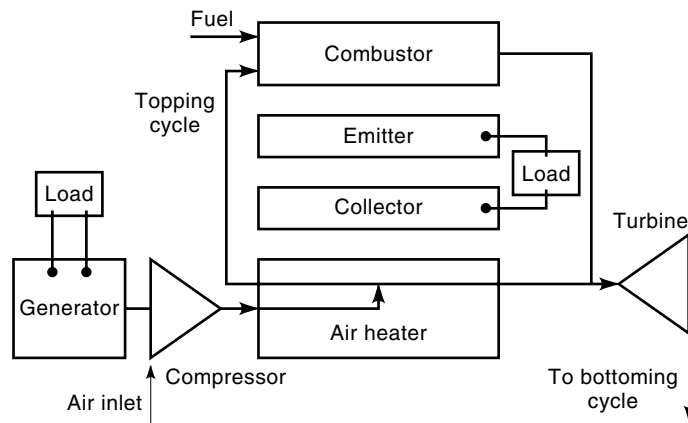 Fuel
Combustor
Topping
cycle
Emitter
Load
Load
Collector
Turbine
Generator
Air heater
Compressor
Air inlet
To bottoming
cycle